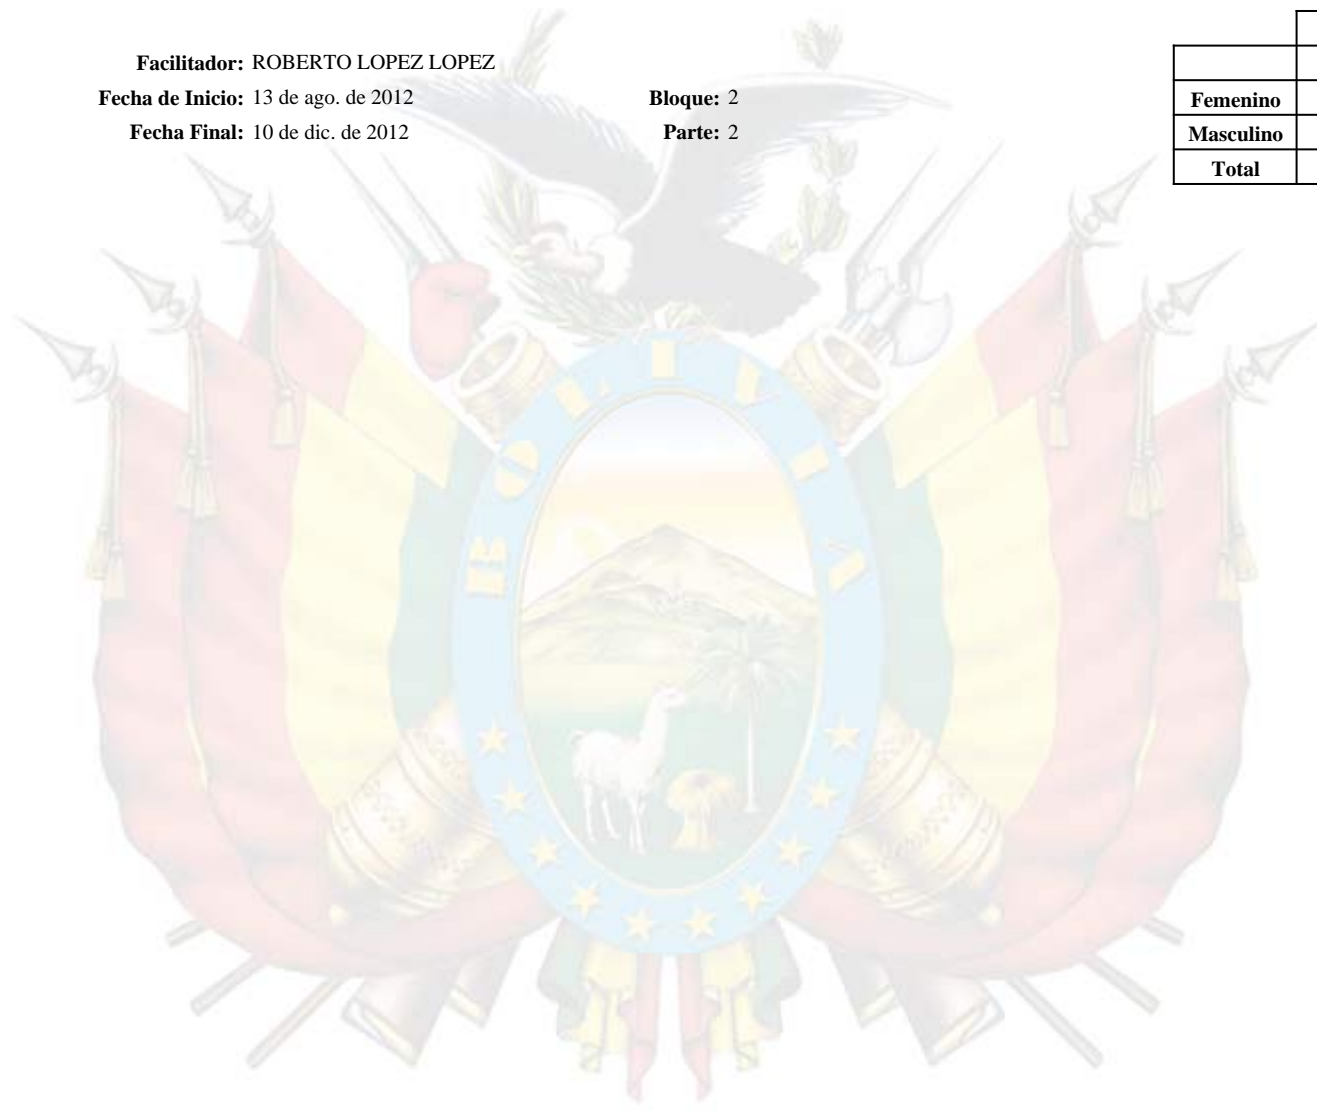 Facilitador: ROBERTO LOPEZ LOPEZ
Fecha de Inicio: 13 de ago. de 2012 Bloque: 2
Fecha Final: 10 de dic. de 2012 Parte: 2
Femenino
Masculino
Total
BOLIVIA